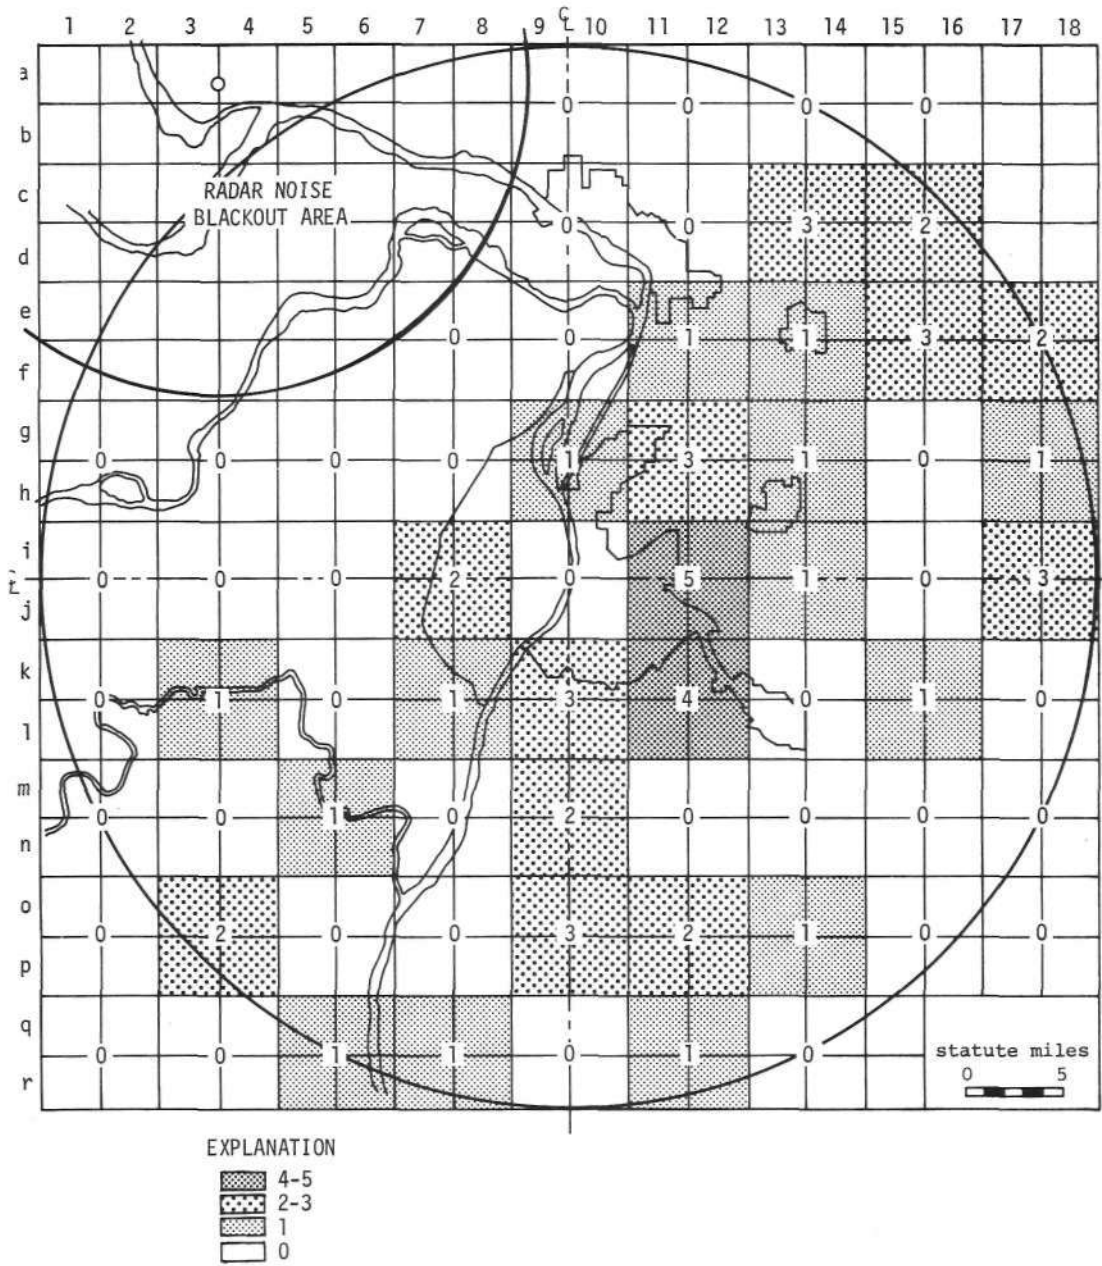 ℄
1 2 3 4 5 6 7 8 9 10 11 12 13 14 15 16 17 18
a
0 0 0 0
b
c
RADAR NOISE
BLACKOUT AREA
0 0 3 2
d
e
0 0 1 1 3 2
f
g
0 0 0 0 1 3 1 0 1
h
i
℄ 0 0 0 2 0 5 1 0 3
j
k
0 1 0 1 3 4 0 1 0
l
m
0 0 1 0 2 0 0 0 0
n
o
0 2 0 0 3 2 1 0 0
p
q
0 0 1 1 0 1 0
r
statute miles
0 5
EXPLANATION
4-5
2-3
1
0